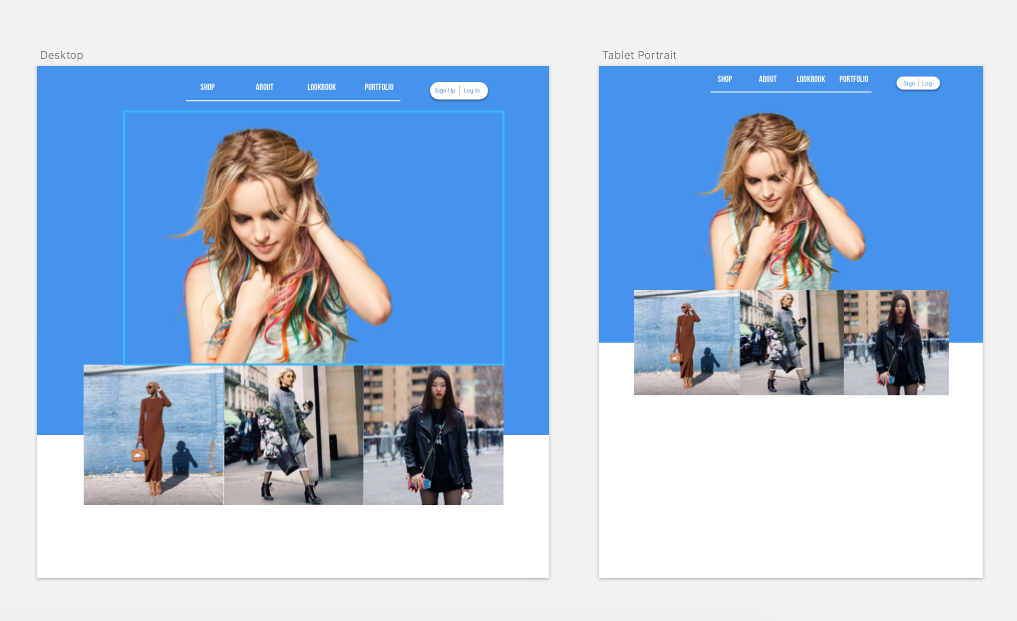 Desktop
SHOP ABOUT LOOKBOOK PORTFOLIO Sign Up Log In
Tablet Portrait
SHOP ABOUT LOOKBOOK PORTFOLIO Sign Log